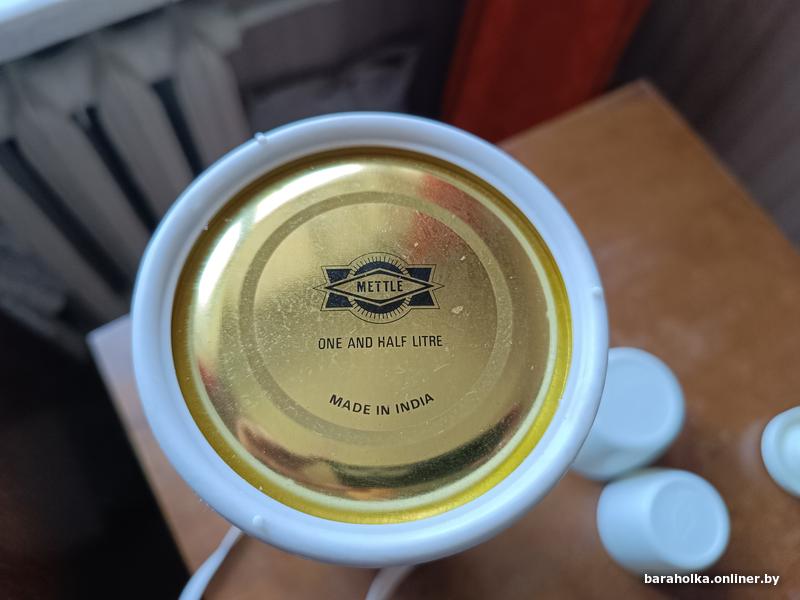 METTLE
ONE AND HALF LITRE
MADE IN INDIA
baraholka.onliner.by